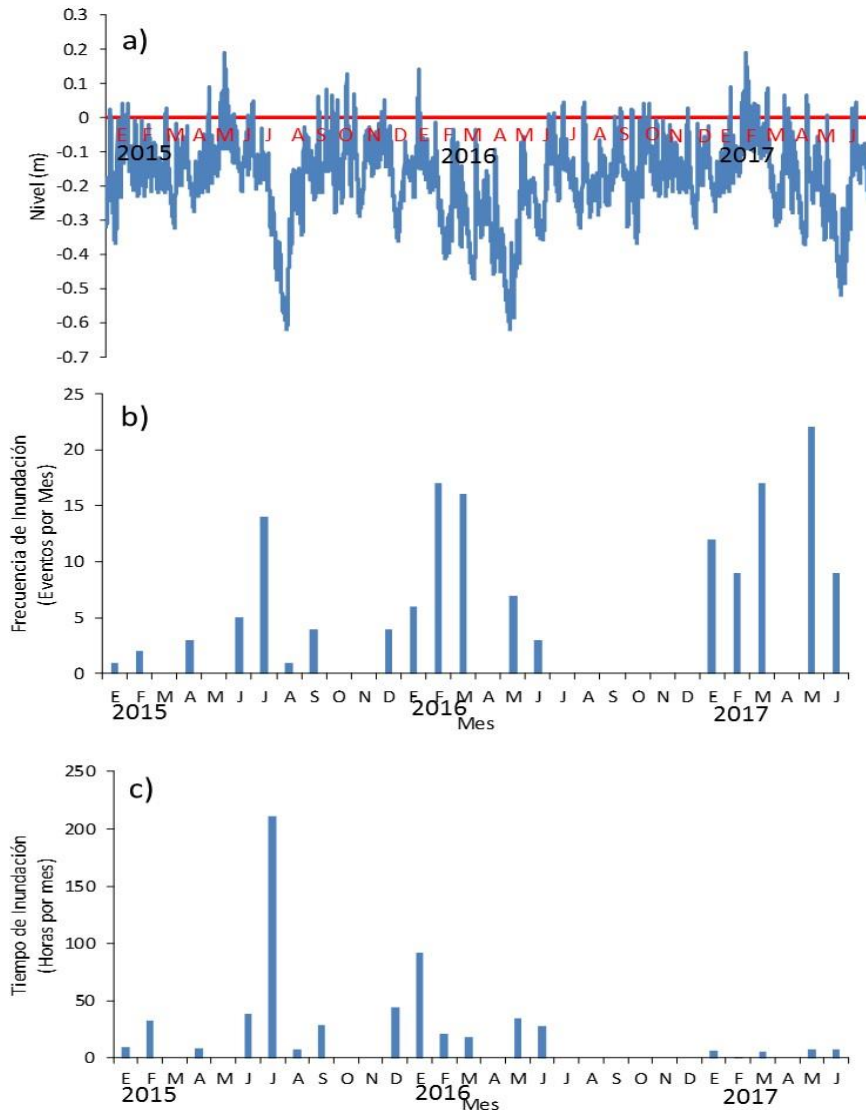 a)
Nivel (m)
0.3
0.2
0.1
0
-0.1
-0.2
-0.3
-0.4
-0.5
-0.6
-0.7
E F M A M J J A S O N D E F M A M J J A S O N D E F M A M J
2015 2016 2017
b)
Frecuencia de Inundación
(Eventos por Mes)
25
20
15
10
5
0
E F M A M J J A S O N D E F M A M J J A S O N D E F M A M J
2015 2016 2017
Mes
c)
Tiempo de Inundación
(Horas por mes)
250
200
150
100
50
0
E F M A M J J A S O N D E F M A M J J A S O N D E F M A M J
2015 2016 2017
Mes